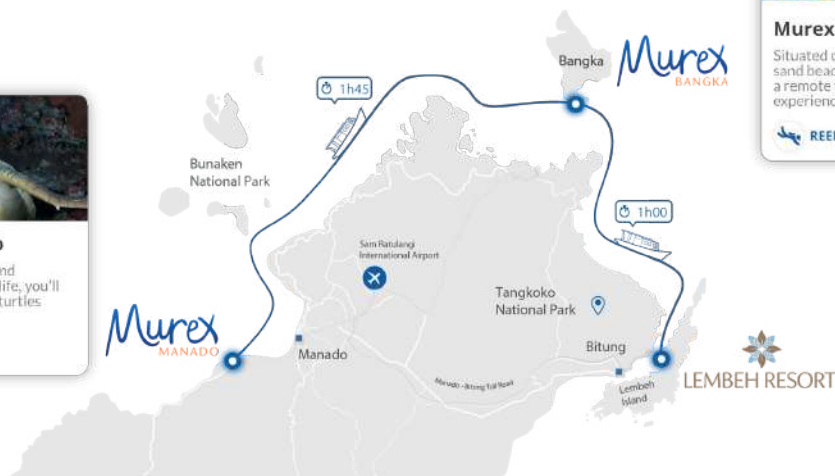 Murex
Situated o
sand beac
a remote
experienc
REEI
Bangka
Murex
BANGKA
1h45
Bunaken
National Park
nd
life, you'll
turtles
1h00
Sam Ratulangi
International Airport
Tangkoko
National Park
Murex
MANADO
Manado
Bitung
Manado - Bitung Toll Road
Lembeh
Island
LEMBEH RESORT